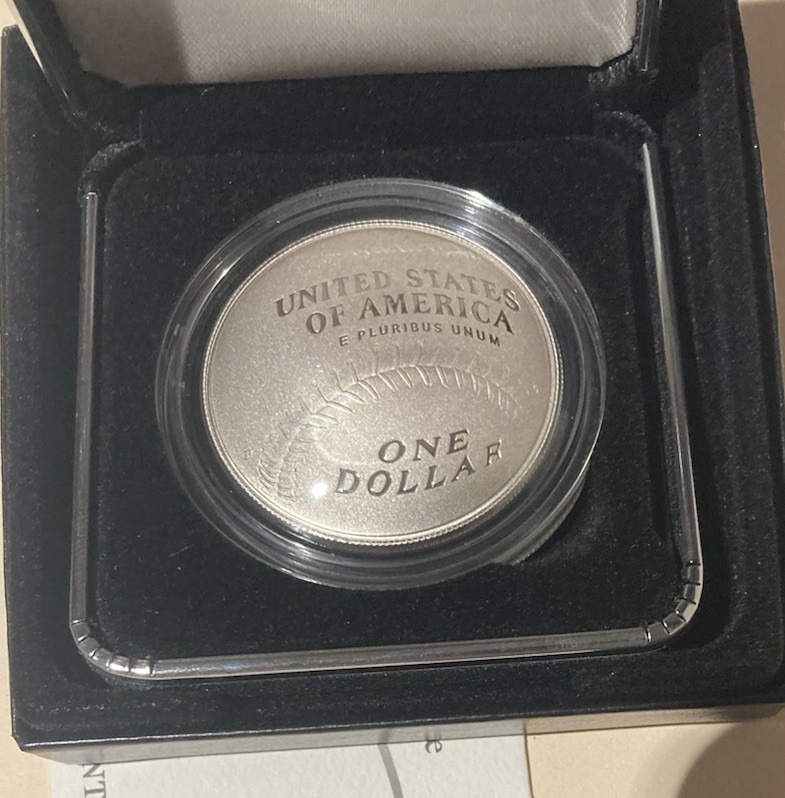 UNITED STATES
OF AMERICA
E PLURIBUS UNUM
ONE
DOLLAR